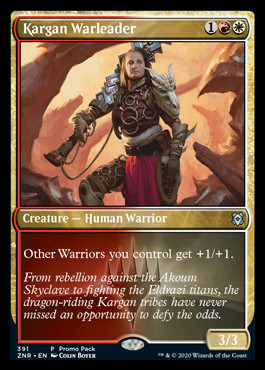 Kargan Warleader 1
Creature — Human Warrior
Other Warriors you control get +1/+1.
From rebellion against the Akoum
Skyclave to fighting the Eldrazi titans, the
dragon-riding Kargan tribes have never
missed an opportunity to defy the odds.
3/3
391 P Promo Pack
ZNR • EN Colin Boyer ™ & © 2020 Wizards of the Coast